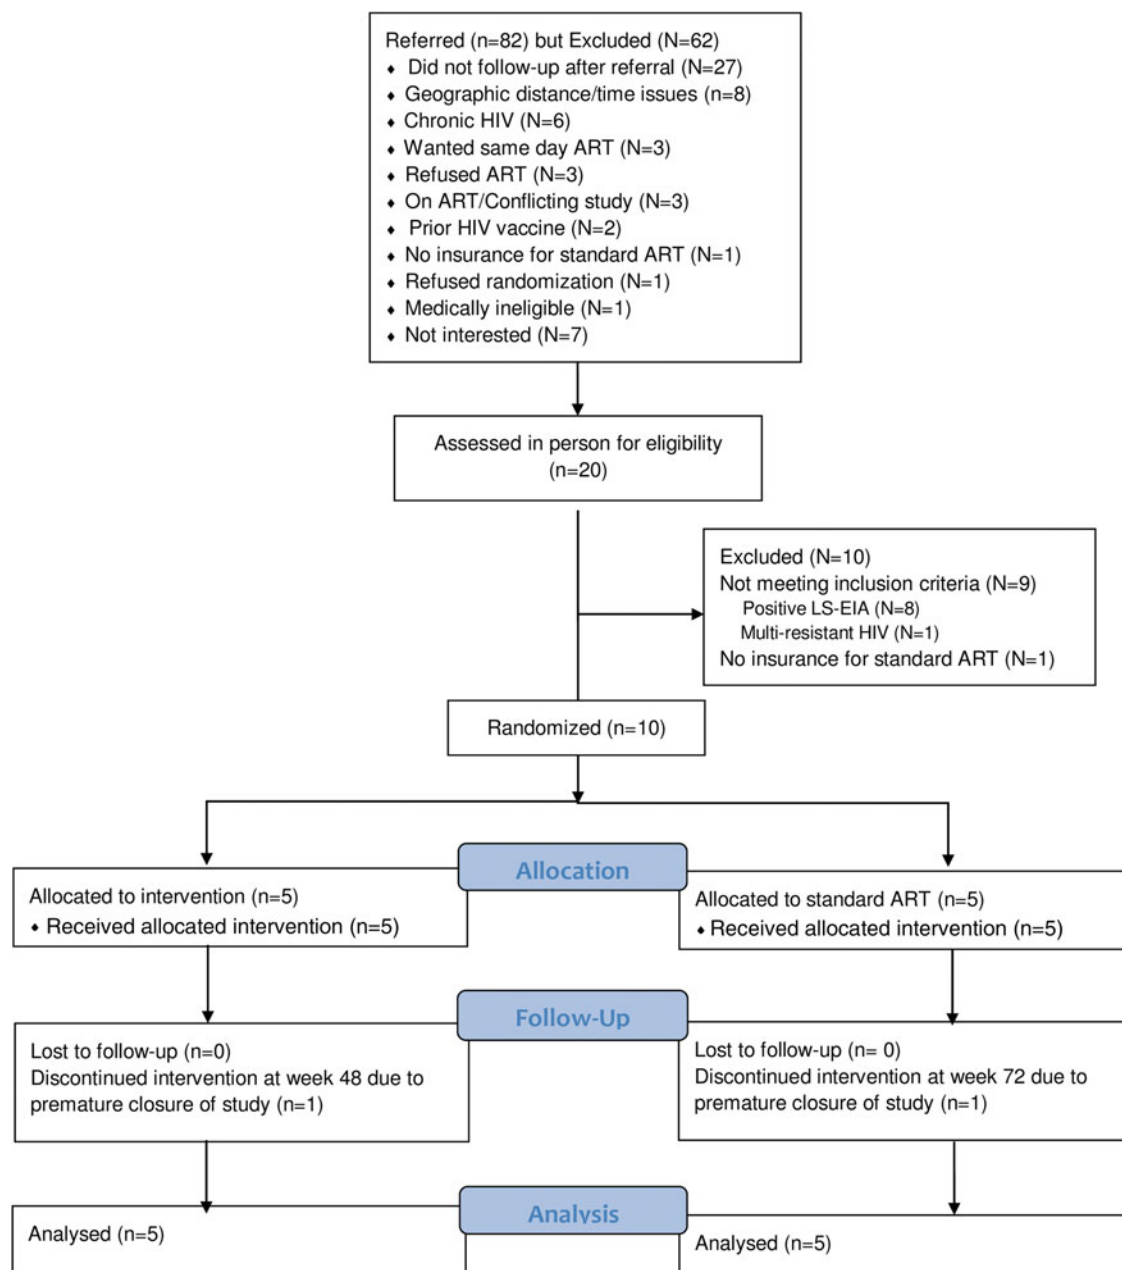 Referred (n=82) but Excluded (N=62)
♦ Did not follow-up after referral (N=27)
♦ Geographic distance/time issues (n=8)
♦ Chronic HIV (N=6)
♦ Wanted same day ART (N=3)
♦ Refused ART (N=3)
♦ On ART/Conflicting study (N=3)
♦ Prior HIV vaccine (N=2)
♦ No insurance for standard ART (N=1)
♦ Refused randomization (N=1)
♦ Medically ineligible (N=1)
♦ Not interested (N=7)
Assessed in person for eligibility
(n=20)
Excluded (N=10)
Not meeting inclusion criteria (N=9)
Positive LS-EIA (N=8)
Multi-resistant HIV (N=1)
No insurance for standard ART (N=1)
Randomized (n=10)
Allocation
Allocated to intervention (n=5)
♦ Received allocated intervention (n=5)
Allocated to standard ART (n=5)
♦ Received allocated intervention (n=5)
Follow-Up
Lost to follow-up (n=0)
Discontinued intervention at week 48 due to
premature closure of study (n=1)
Lost to follow-up (n= 0)
Discontinued intervention at week 72 due to
premature closure of study (n=1)
Analysis
Analysed (n=5)
Analysed (n=5)